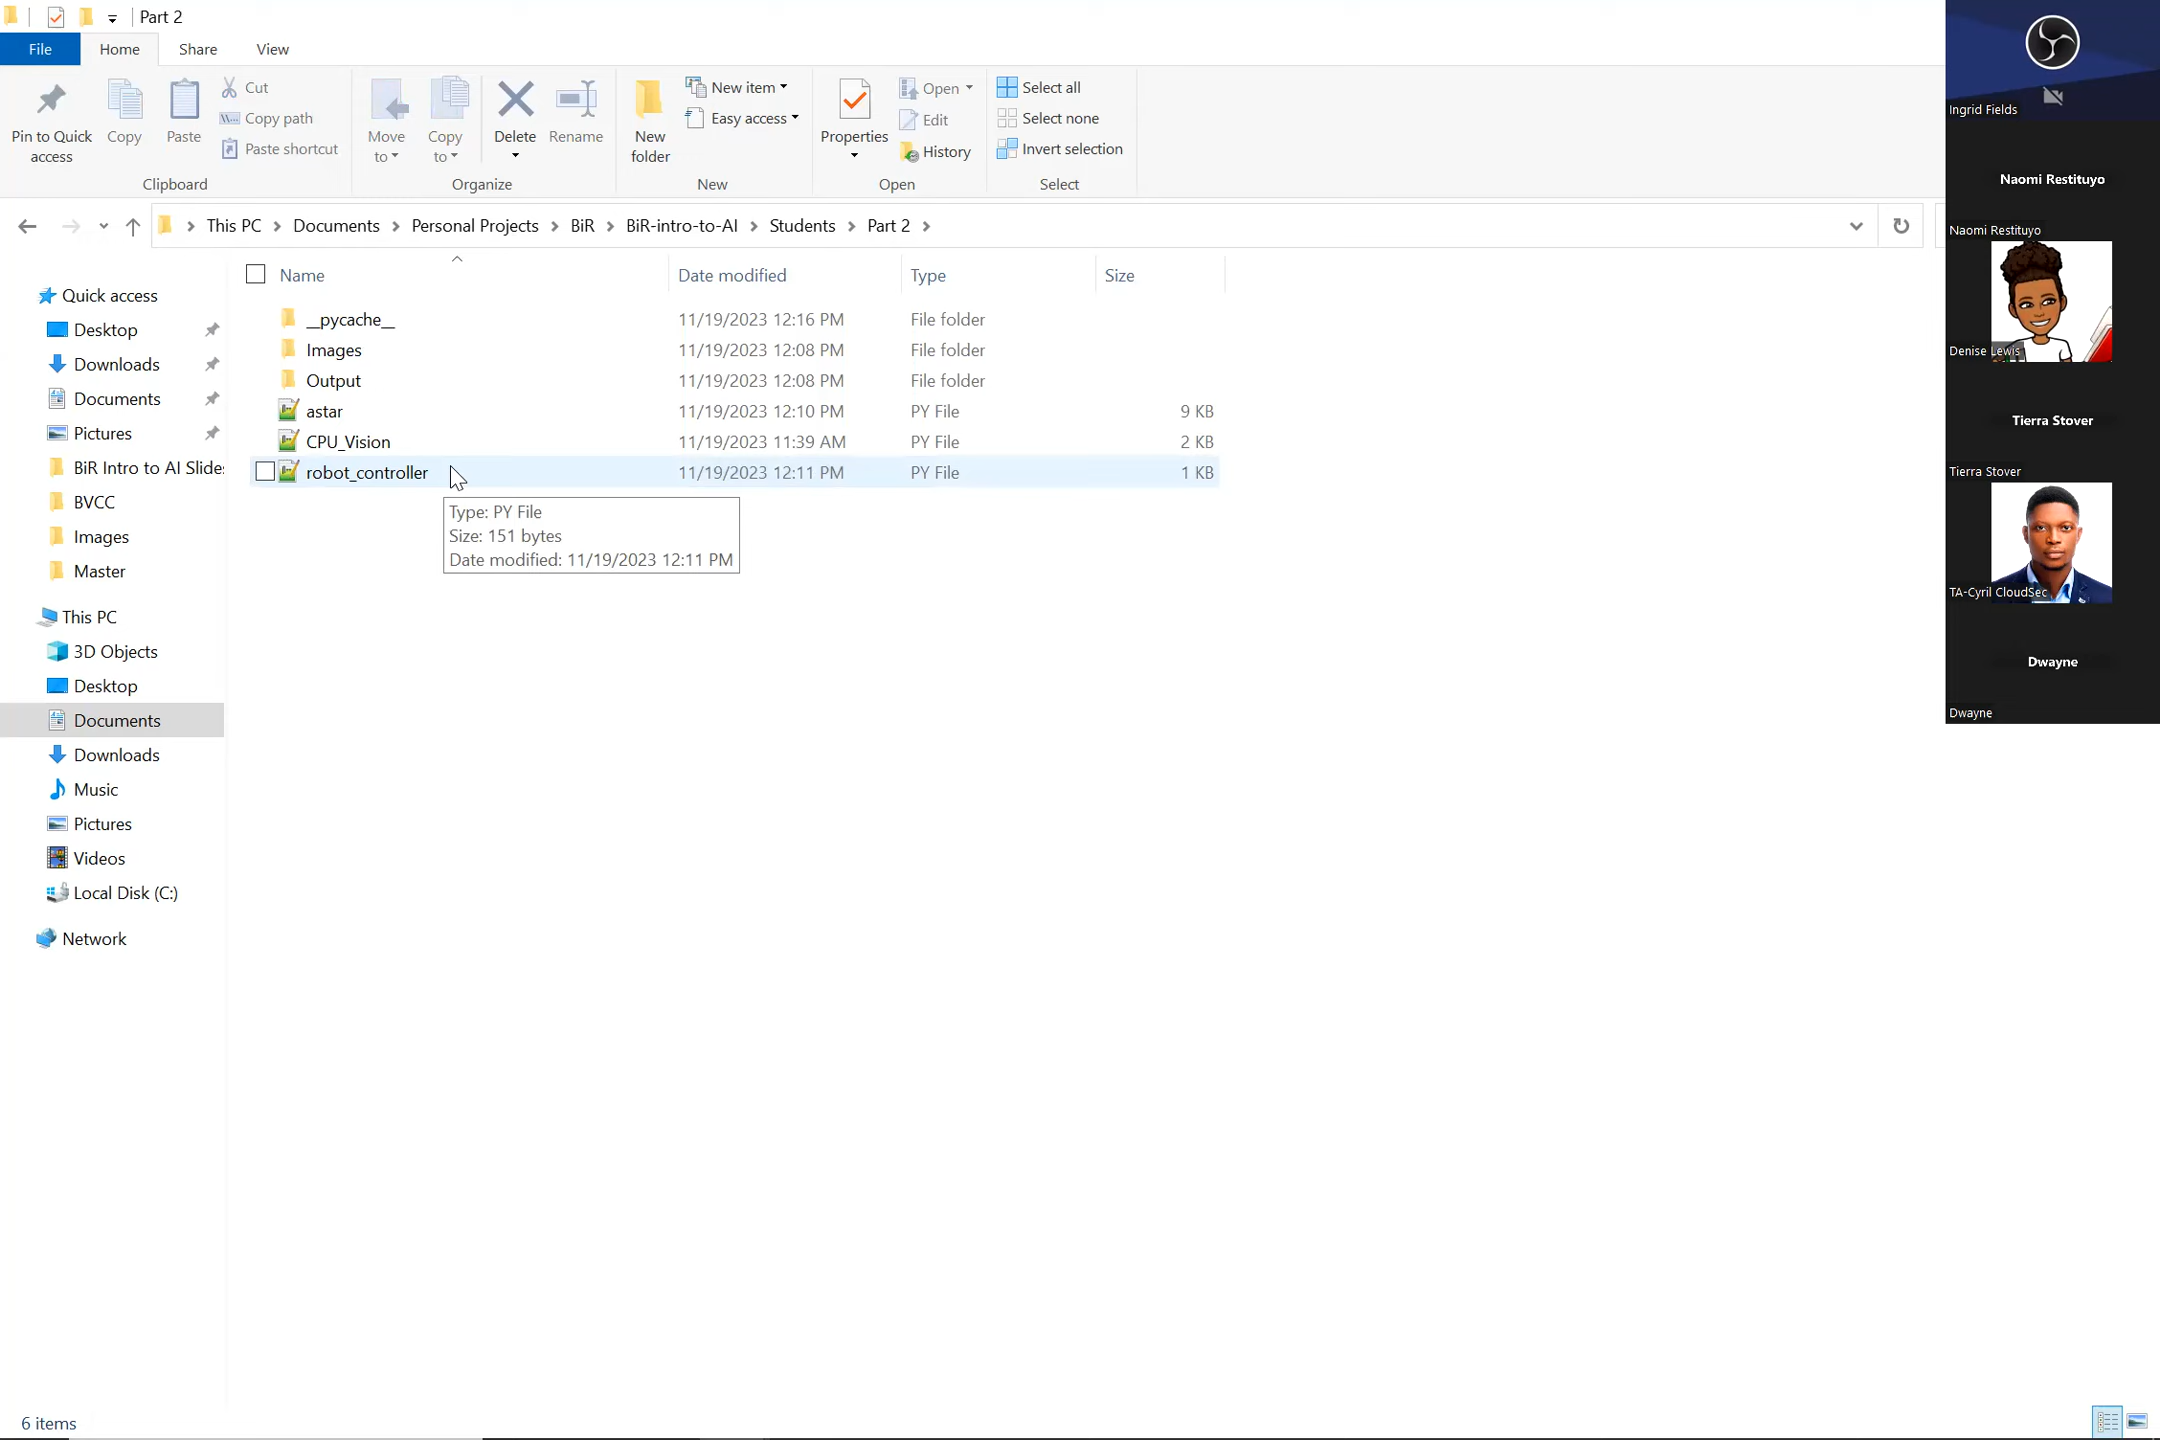 Part 2
File Home Share View
Pin to Quick access
Copy
Paste
Cut
Copy path
Paste shortcut
Clipboard
Move to
Copy to
Delete
Rename
Organize
New folder
New item
Easy access
New
Properties
Open
Edit
History
Open
Select all
Select none
Invert selection
Select
This PC > Documents > Personal Projects > BiR > BiR-intro-to-AI > Students > Part 2 >
Name Date modified Type Size
__pycache__ 11/19/2023 12:16 PM File folder
Images 11/19/2023 12:08 PM File folder
Output 11/19/2023 12:08 PM File folder
astar 11/19/2023 12:10 PM PY File 9 KB
CPU_Vision 11/19/2023 11:39 AM PY File 2 KB
robot_controller 11/19/2023 12:11 PM PY File 1 KB
Type: PY File
Size: 151 bytes
Date modified: 11/19/2023 12:11 PM
Quick access
Desktop
Downloads
Documents
Pictures
BiR Intro to AI Slide
BVCC
Images
Master
This PC
3D Objects
Desktop
Documents
Downloads
Music
Pictures
Videos
Local Disk (C:)
Network
6 items
Ingrid Fields
Naomi Restituyo
Naomi Restituyo
Denise Lewis
Tierra Stover
Tierra Stover
TA-Cyril CloudSec
Dwayne
Dwayne